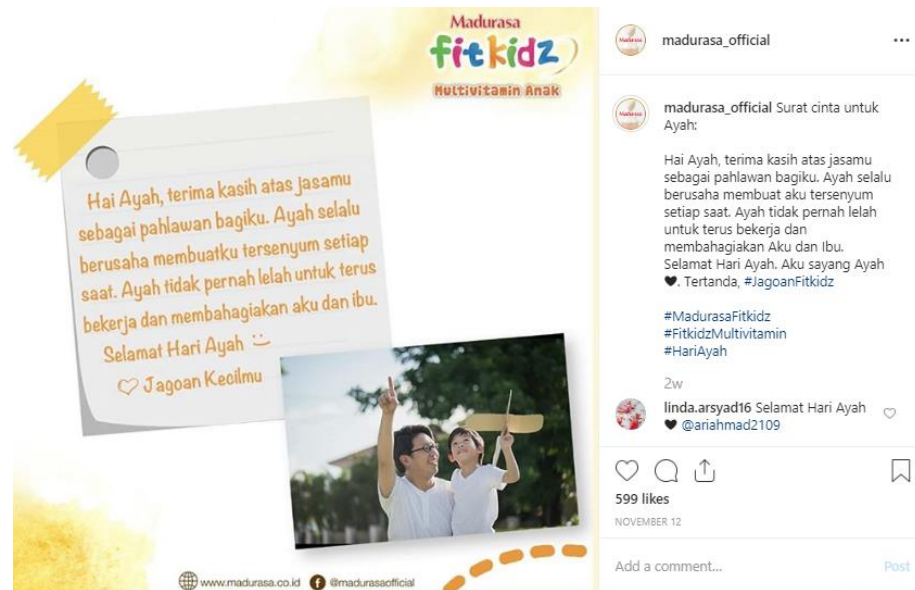 Madurasa
fitkidz
Multivitamin Anak
Hai Ayah, terima kasih atas jasamu
sebagai pahlawan bagiku. Ayah selalu
berusaha membuatku tersenyum setiap
saat. Ayah tidak pernah lelah untuk terus
bekerja dan membahagiakan aku dan ibu.
Selamat Hari Ayah
Jagoan Kecilmu
www.madurasa.co.id @madurasaofficial
madurasa_official
madurasa_official Surat cinta untuk
Ayah:
Hai Ayah, terima kasih atas jasamu
sebagai pahlawan bagiku. Ayah selalu
berusaha membuat aku tersenyum
setiap saat. Ayah tidak pernah lelah
untuk terus bekerja dan
membahagiakan Aku dan Ibu.
Selamat Hari Ayah. Aku sayang Ayah
🖤. Tertanda, #JagoanFitkidz
#MadurasaFitkidz
#FitkidzMultivitamin
#HariAyah
2w
linda.arsyad16 Selamat Hari Ayah
🖤 @ariahmad2109
599 likes
NOVEMBER 12
Add a comment... Post